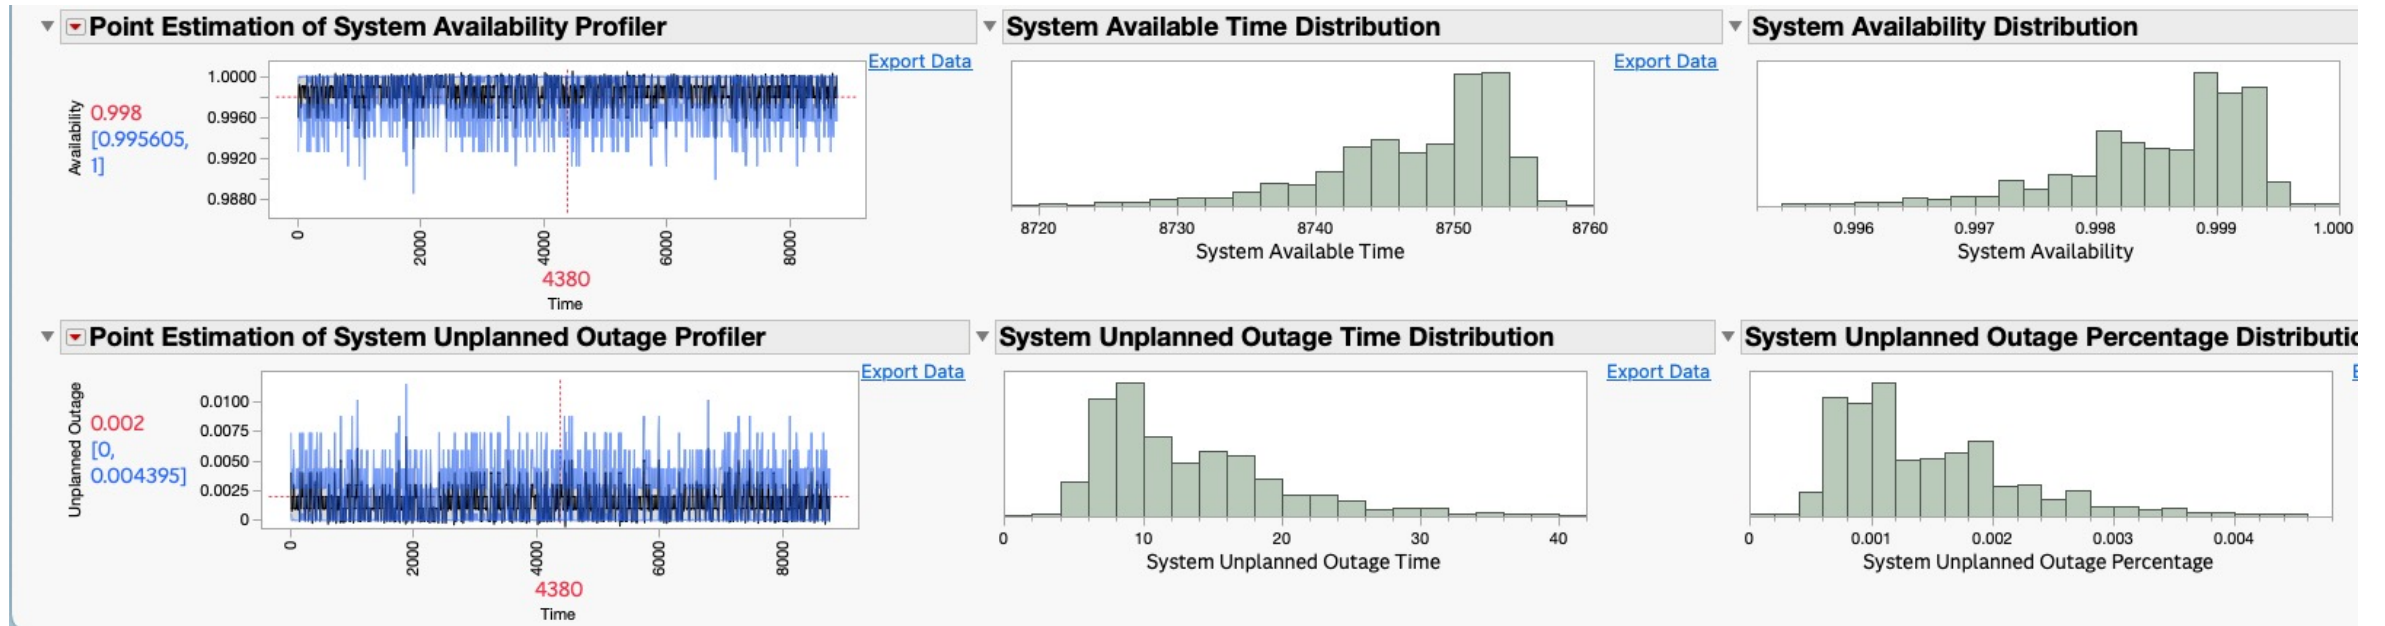 Point Estimation of System Availability Profiler
System Available Time Distribution
System Availability Distribution
Export Data
Export Data
Availability
0.998
[0.995605,
1]
1.0000
0.9960
0.9920
0.9880
0
2000
4000
6000
8000
4380
Time
8720
8730
8740
8750
8760
System Available Time
0.996
0.997
0.998
0.999
1.000
System Availability
Point Estimation of System Unplanned Outage Profiler
System Unplanned Outage Time Distribution
System Unplanned Outage Percentage Distributio
Export Data
Export Data
E
Unplanned Outage
0.002
[0,
0.004395]
0.0100
0.0075
0.0050
0.0025
0
0
2000
4000
6000
8000
4380
Time
0
10
20
30
40
System Unplanned Outage Time
0
0.001
0.002
0.003
0.004
System Unplanned Outage Percentage